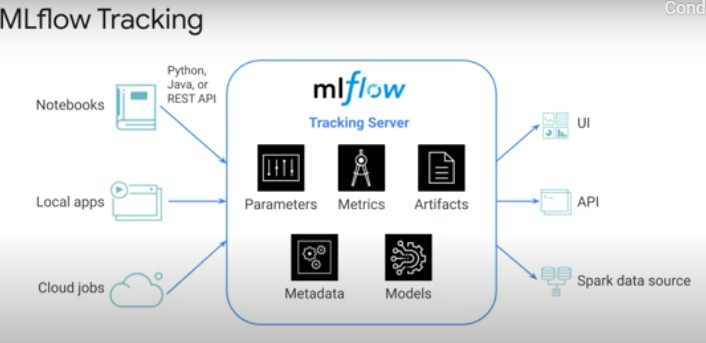 MLflow Tracking
Cond
Python,
Java, or
REST API
Notebooks
Local apps
Cloud jobs
mlflow
Tracking Server
Parameters
Metrics
Artifacts
Metadata
Models
UI
API
Spark data source